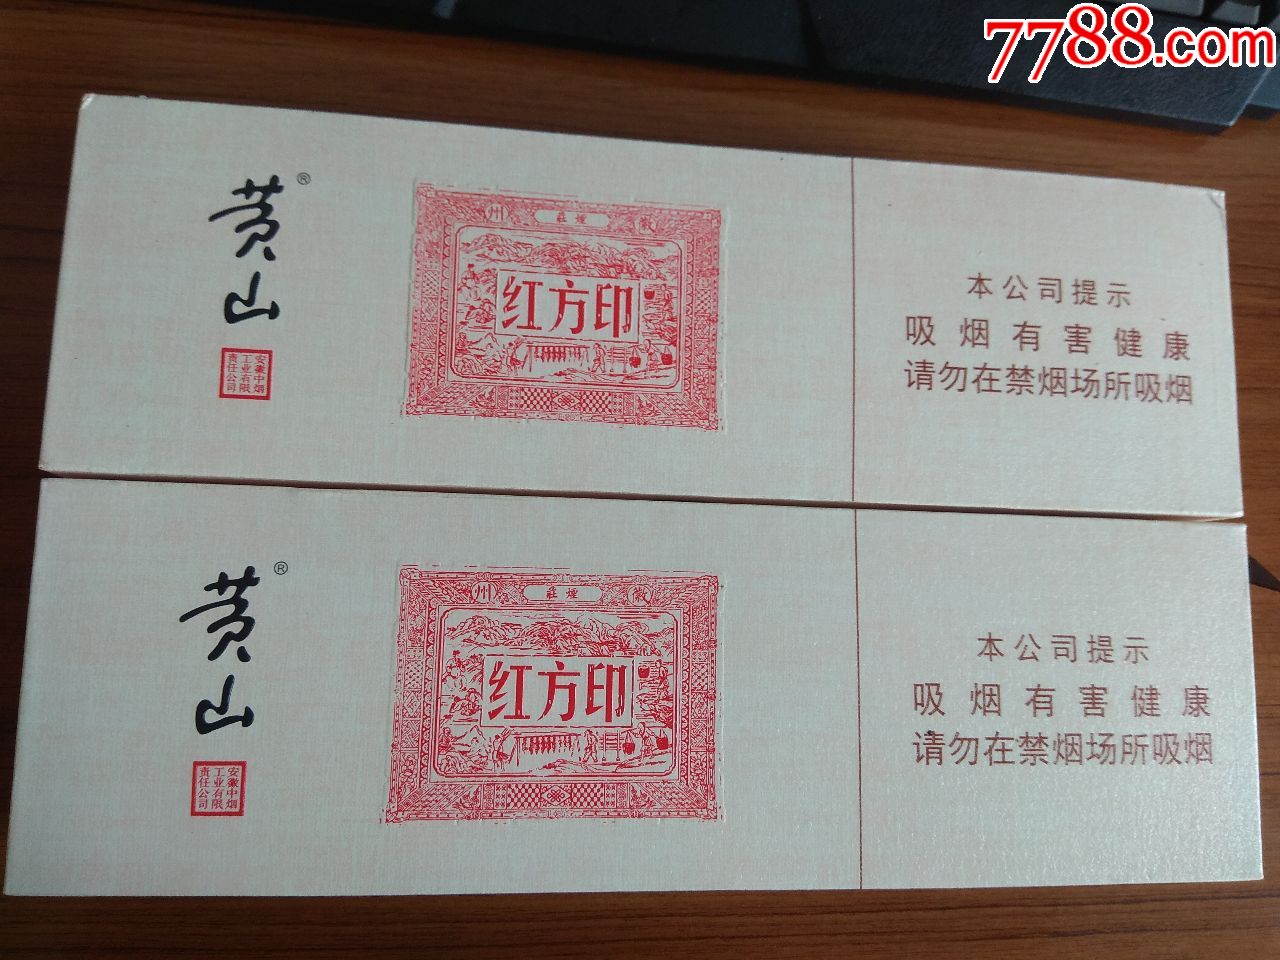 7788.com
黄山®
安徽中烟
工业有限
责任公司
徽 煙莊 州
红方印
本公司提示
吸烟有害健康
请勿在禁烟场所吸烟
黄山®
安徽中烟
工业有限
责任公司
徽 煙莊 州
红方印
本公司提示
吸烟有害健康
请勿在禁烟场所吸烟